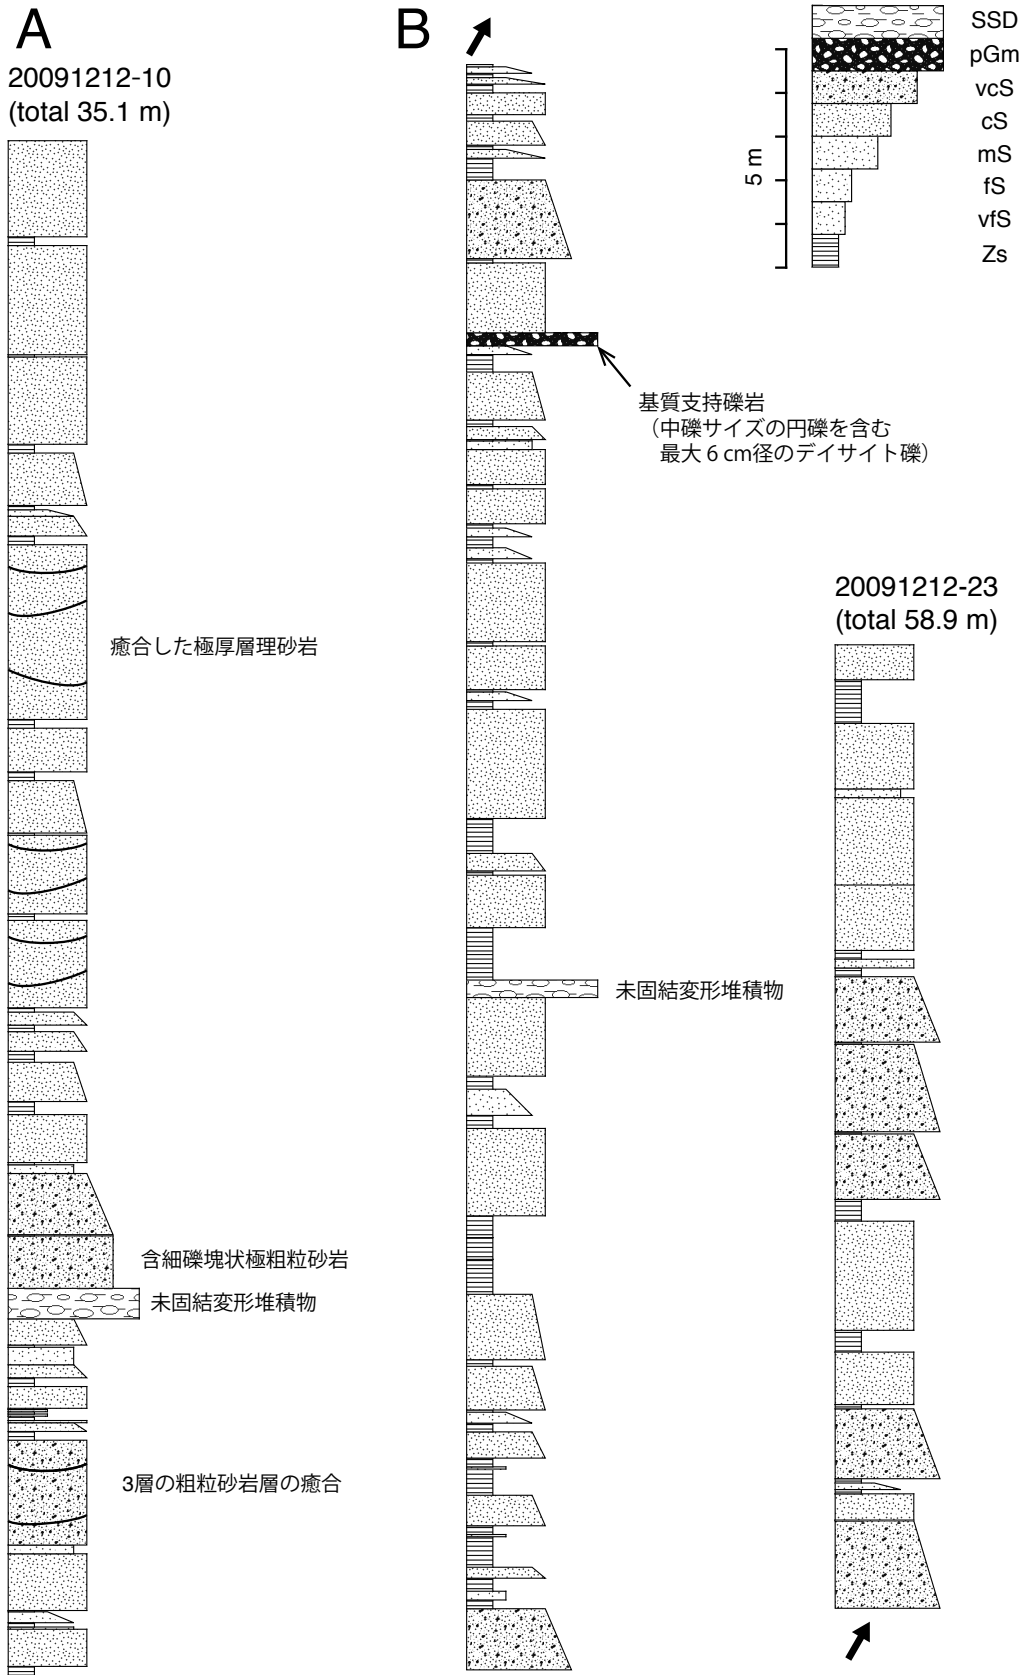 A
20091212-10
(total 35.1 m)
癒合した極厚層理砂岩
含細礫塊状極粗粒砂岩
未固結変形堆積物
3層の粗粒砂岩層の癒合
B
基質支持礫岩
（中礫サイズの円礫を含む
最大 6 cm径のデイサイト礫）
未固結変形堆積物
5 m
SSD
pGm
vcS
cS
mS
fS
vfS
Zs
20091212-23
(total 58.9 m)